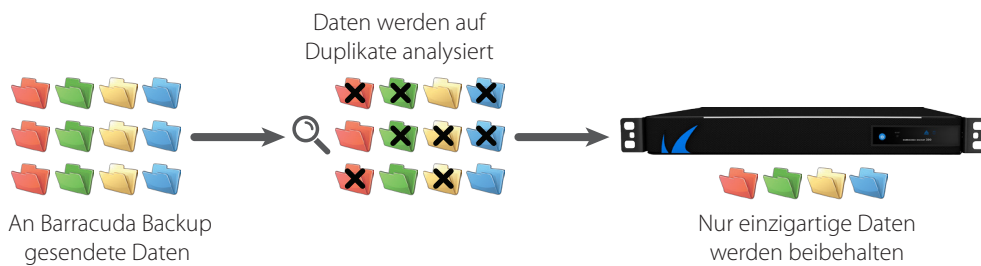 Daten werden auf
Duplikate analysiert
An Barracuda Backup
gesendete Daten
Nur einzigartige Daten
werden beibehalten